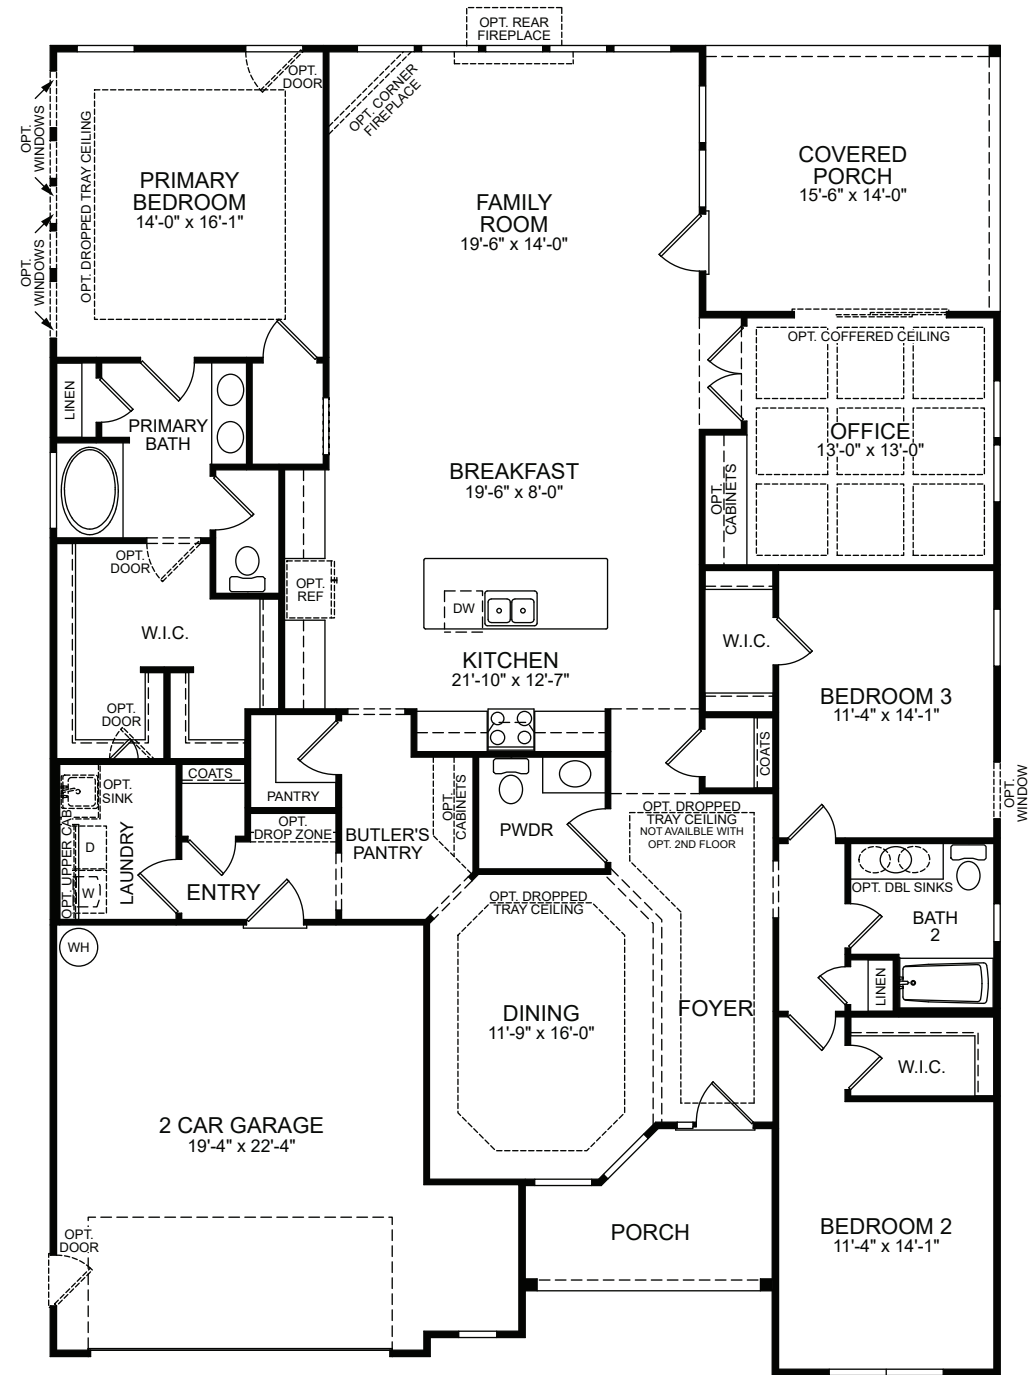 OPT. REAR
FIREPLACE
OPT.
DOOR
OPT. CORNER
FIREPLACE
OPT.
WINDOWS
OPT.
WINDOWS
OPT. DROPPED TRAY CEILING
PRIMARY
BEDROOM
14'-0" x 16'-1"
FAMILY
ROOM
19'-6" x 14'-0"
COVERED
PORCH
15'-6" x 14'-0"
OPT. COFFERED CEILING
OFFICE
13'-0" x 13'-0"
OPT.
CABINETS
LINEN
PRIMARY
BATH
BREAKFAST
19'-6" x 8'-0"
OPT.
DOOR
OPT.
REF
DW
W.I.C.
KITCHEN
21'-10" x 12'-7"
W.I.C.
BEDROOM 3
11'-4" x 14'-1"
OPT.
DOOR
COATS
OPT.
WINDOW
COATS
PANTRY
OPT.
SINK
OPT. UPPER CAB
D
W
LAUNDRY
OPT.
DROP ZONE
ENTRY
BUTLER'S
PANTRY
OPT.
CABINETS
PWDR
OPT. DROPPED
TRAY CEILING
NOT AVAILBLE WITH
OPT. 2ND FLOOR
OPT. DBL SINKS
BATH
2
LINEN
WH
OPT. DROPPED
TRAY CEILING
DINING
11'-9" x 16'-0"
FOYER
W.I.C.
2 CAR GARAGE
19'-4" x 22'-4"
OPT.
DOOR
PORCH
BEDROOM 2
11'-4" x 14'-1"